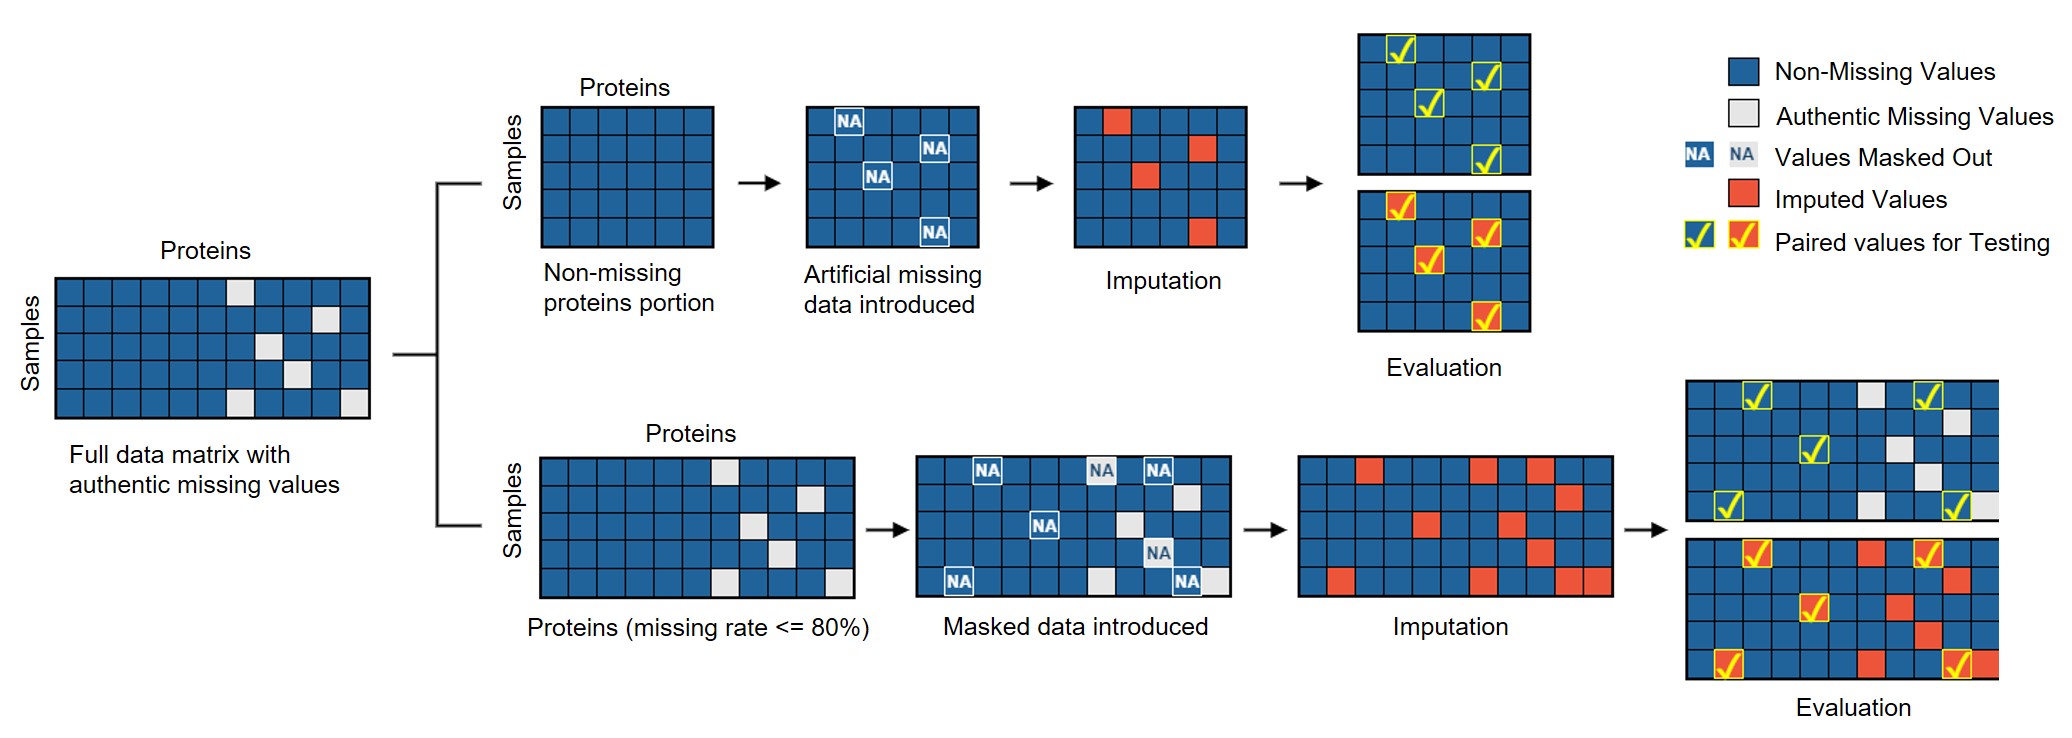 Proteins
Samples
Full data matrix with
authentic missing values
Proteins
Samples
Non-missing
proteins portion
NA
NA
NA
NA
Artificial missing
data introduced
Imputation
Evaluation
Proteins
Samples
Proteins (missing rate <= 80%)
NA NA NA
NA
NA
NA NA
Masked data introduced
Imputation
Evaluation
Non-Missing Values
Authentic Missing Values
NA NA Values Masked Out
Imputed Values
Paired values for Testing